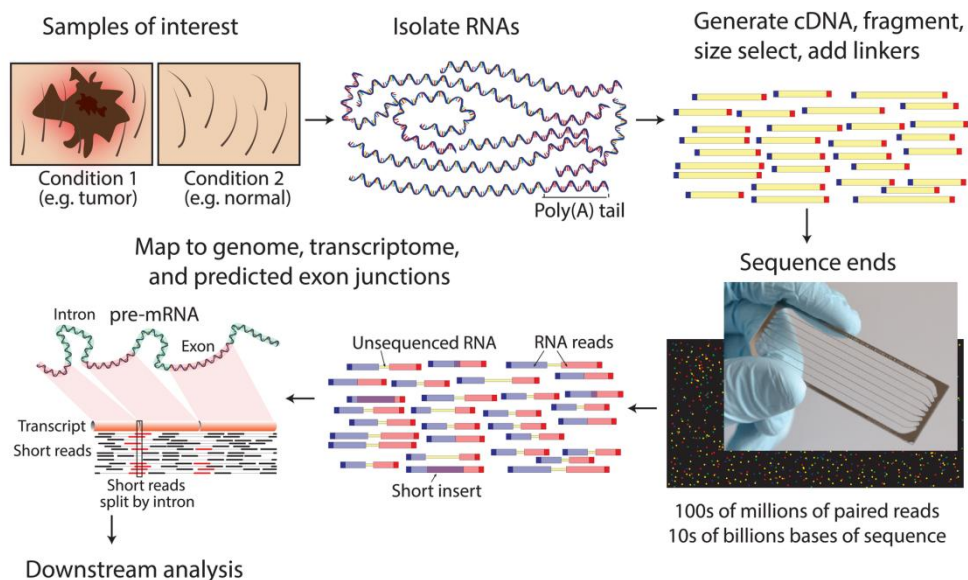 Samples of interest
Condition 1
(e.g. tumor)
Condition 2
(e.g. normal)
Isolate RNAs
Poly(A) tail
Generate cDNA, fragment,
size select, add linkers
Sequence ends
100s of millions of paired reads
10s of billions bases of sequence
Unsequenced RNA
RNA reads
Short insert
Map to genome, transcriptome,
and predicted exon junctions
Intron
pre-mRNA
Exon
Transcript
Short reads
Short reads
split by intron
Downstream analysis